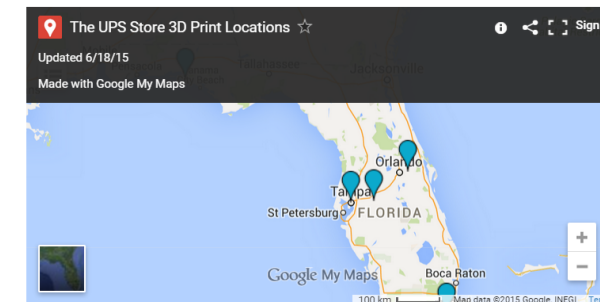 The UPS Store 3D Print Locations
Sign
Updated 6/18/15
Tallahassee
Jacksonville
Made with Google My Maps
Orlando
Tampa
St Petersburg
FLORIDA
Google My Maps
Boca Raton
100 km
Map data ©2015 Google, INEGI